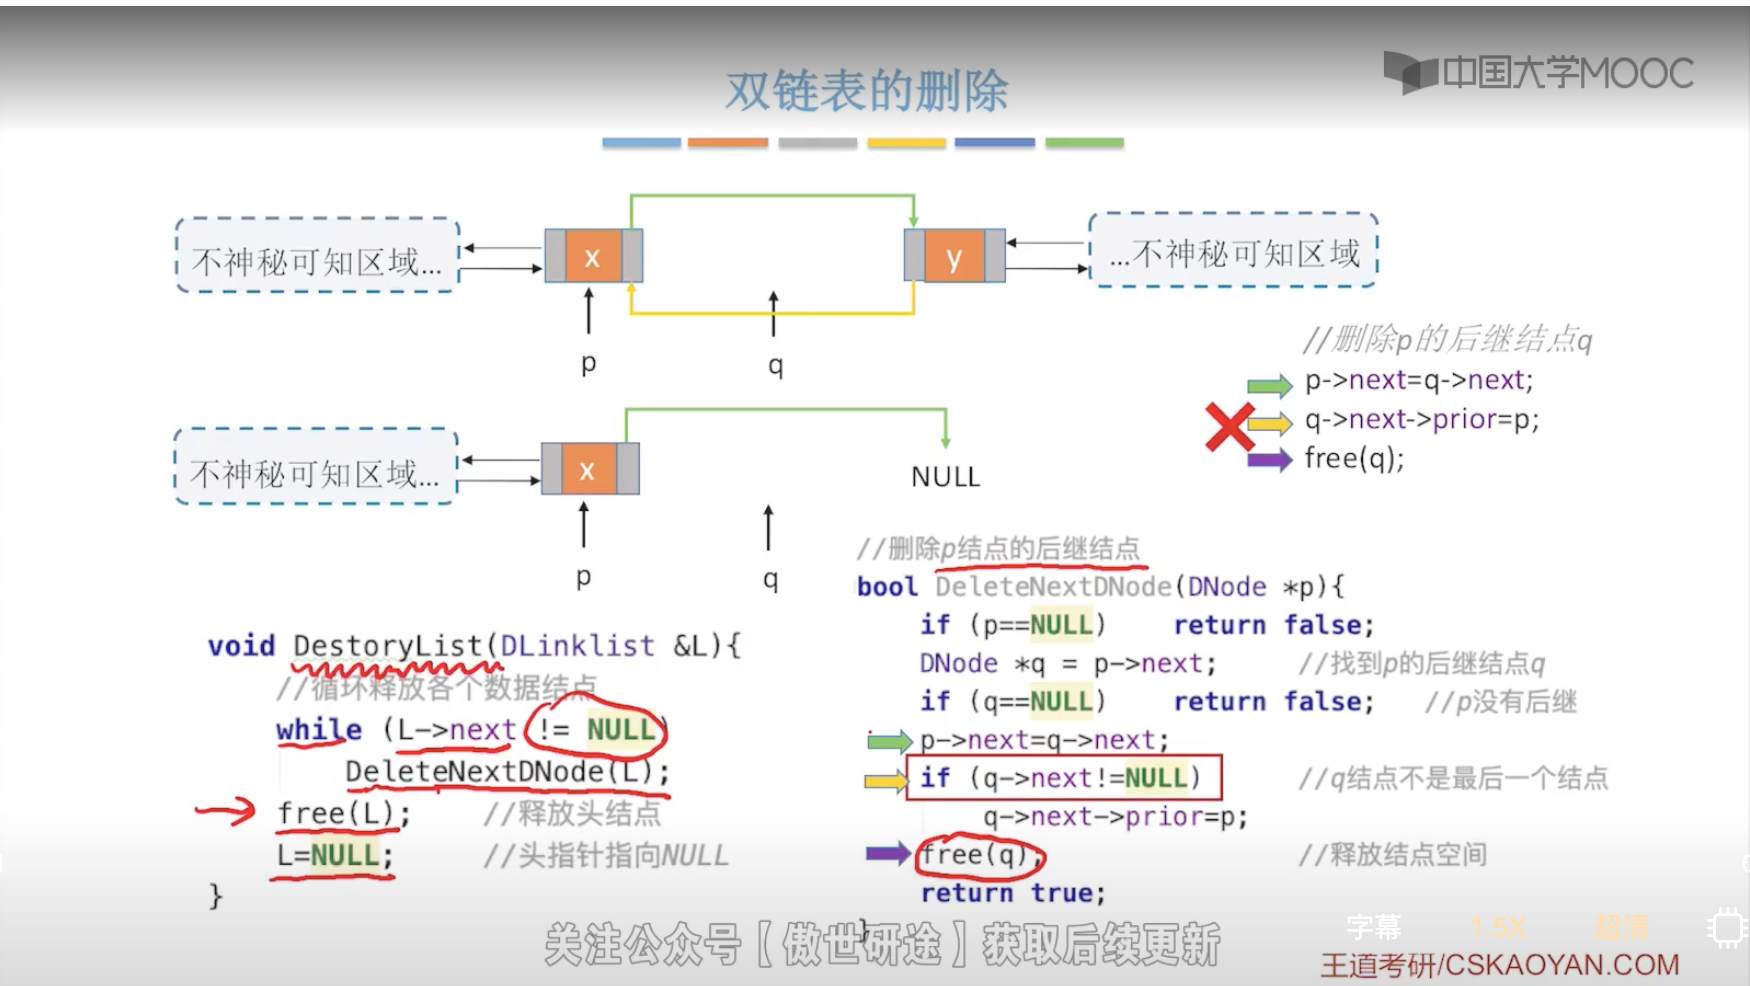 中国大学MOOC
双链表的删除
不神秘可知区域...
x
y
...不神秘可知区域
p
q
//删除p的后继结点q
p->next=q->next;
q->next->prior=p;
free(q);
不神秘可知区域...
x
NULL
p
q
void DestoryList(DLinklist &L){
//循环释放各个数据结点
while (L->next != NULL)
DeleteNextDNode(L);
free(L); //释放头结点
L=NULL; //头指针指向NULL
}
//删除p结点的后继结点
bool DeleteNextDNode(DNode *p){
if (p==NULL) return false;
DNode *q = p->next; //找到p的后继结点q
if (q==NULL) return false; //p没有后继
p->next=q->next;
if (q->next!=NULL) //q结点不是最后一个结点
q->next->prior=p;
free(q); //释放结点空间
return true;
}
关注公众号【傲世研途】获取后续更新
字幕 1.5X 超清
王道考研/CSKAOYAN.COM